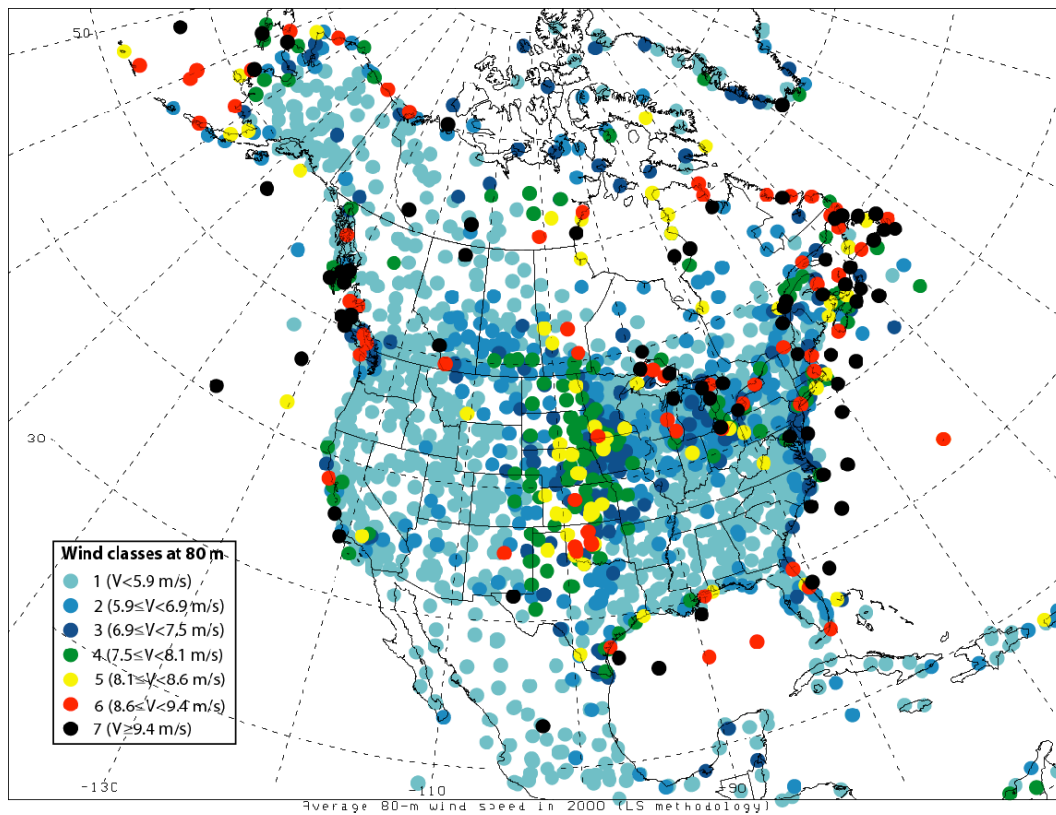 50
30
Wind classes at 80 m
1 (V<5.9 m/s)
2 (5.9≤V<6.9 m/s)
3 (6.9≤V<7.5 m/s)
4 (7.5≤V<8.1 m/s)
5 (8.1≤V<8.6 m/s)
6 (8.6≤V<9.4 m/s)
7 (V≥9.4 m/s)
-130
-110
-90
Average 80-m wind speed in 2000 (LS methodology)